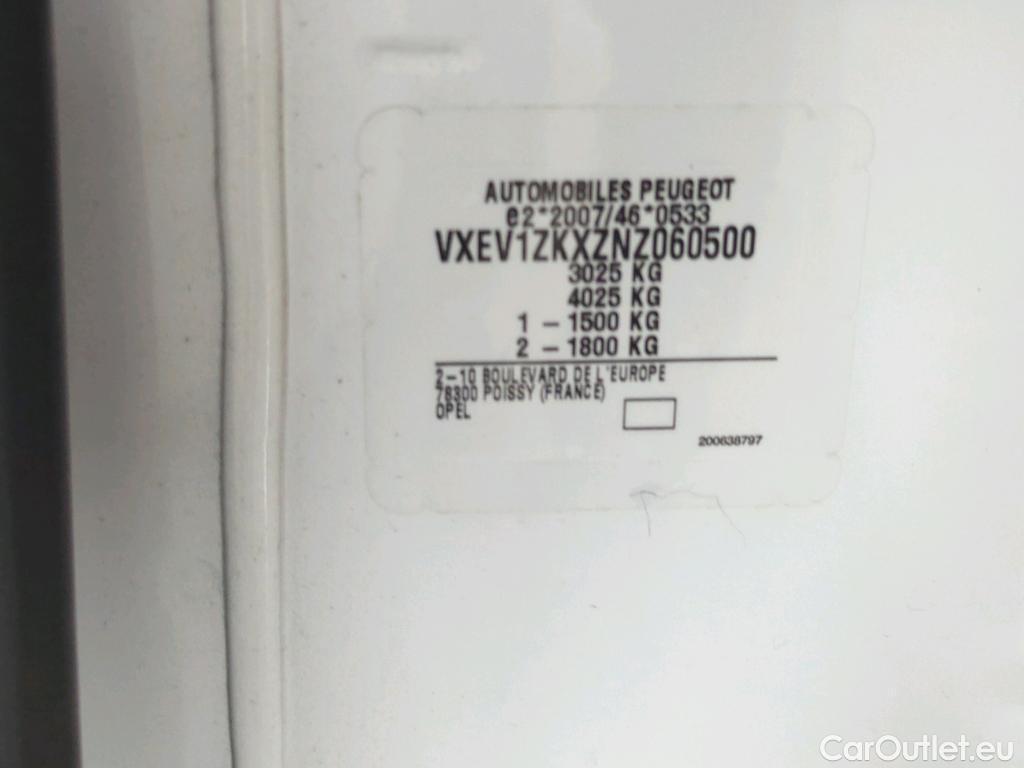 AUTOMOBILES PEUGEOT
e2*2007/46*0533
VXEV1ZKXZNZ060500
3025 KG
4025 KG
1 – 1500 KG
2 – 1800 KG
2–10 BOULEVARD DE L'EUROPE
78300 POISSY (FRANCE)
OPEL
200638797
CarOutlet.eu